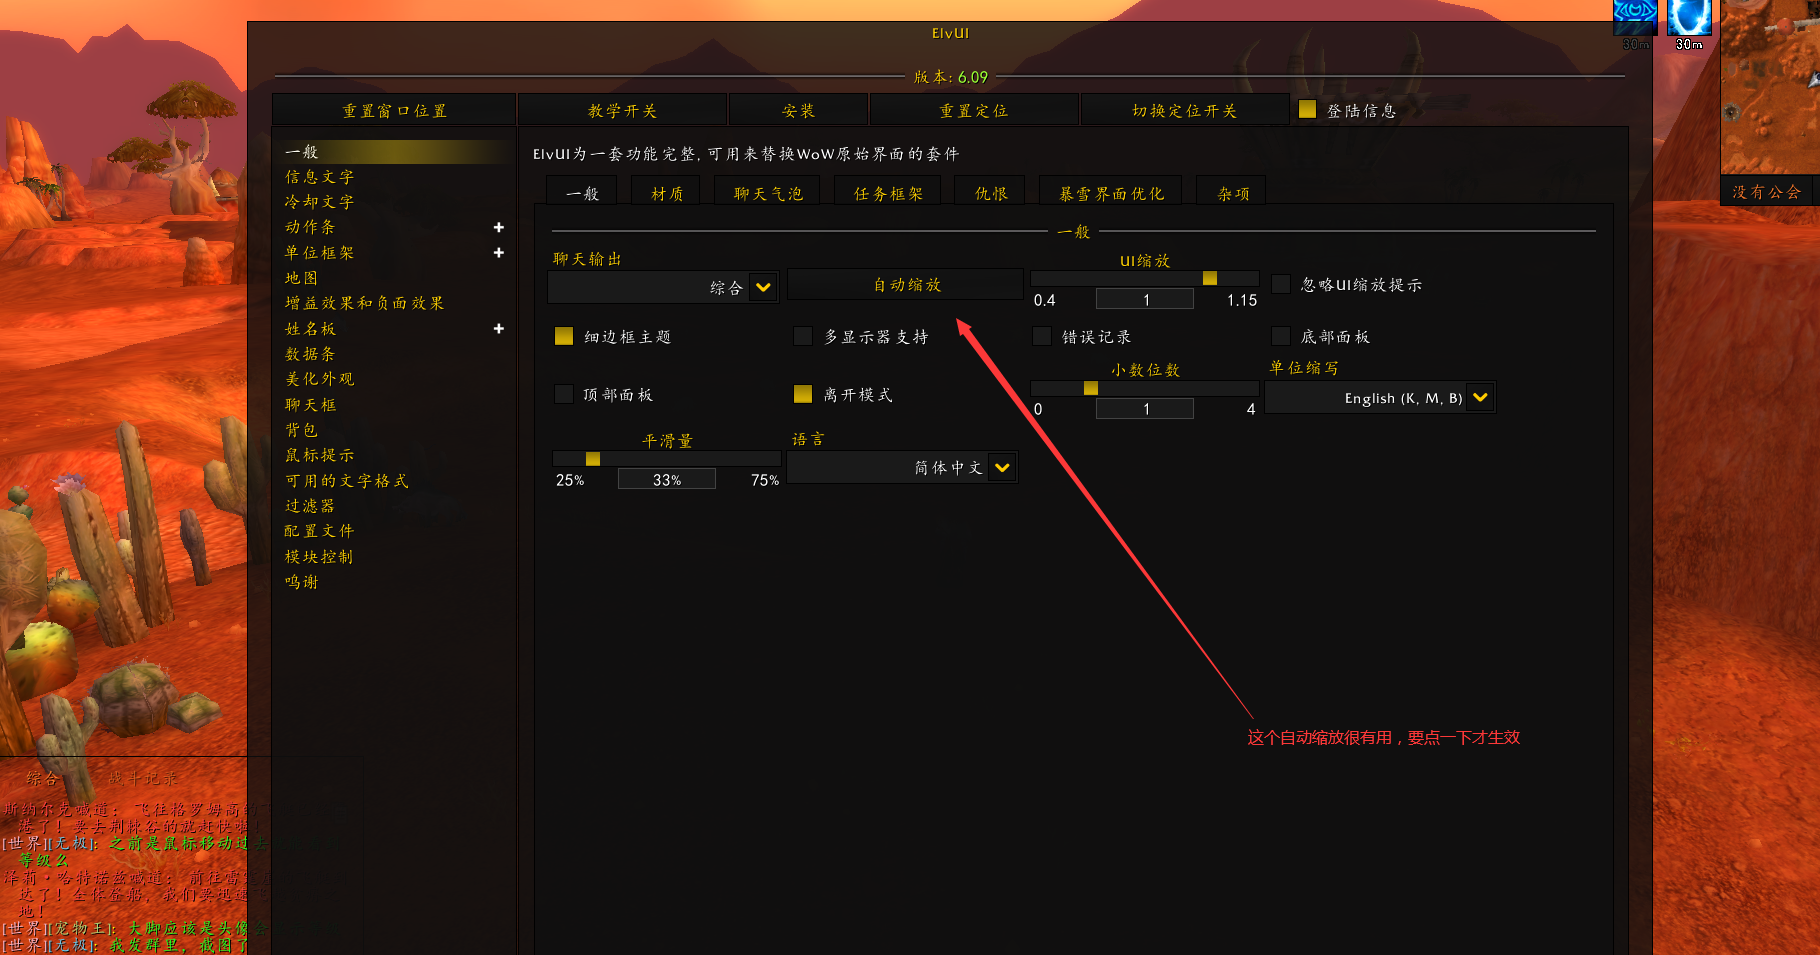 ElvUI
30m
30m
版本: 6.09
重置窗口位置
教学开关
安装
重置定位
切换定位开关
登陆信息
没有公会
一般
信息文字
冷却文字
动作条
+
单位框架
+
地图
增益效果和负面效果
姓名板
+
数据条
美化外观
聊天框
背包
鼠标提示
可用的文字格式
过滤器
配置文件
模块控制
鸣谢
ElvUI为一套功能完整, 可用来替换WoW原始界面的套件
一般
材质
聊天气泡
任务框架
仇恨
暴雪界面优化
杂项
一般
聊天输出
综合
自动缩放
UI缩放
0.4
1
1.15
忽略UI缩放提示
细边框主题
多显示器支持
错误记录
底部面板
顶部面板
离开模式
小数位数
0
1
4
单位缩写
English (K, M, B)
平滑量
25%
33%
75%
语言
简体中文
这个自动缩放很有用，要点一下才生效
综合
战斗记录
斯纳尔克喊道： 飞往格罗姆高的
港了！要去荆棘谷的就赶快啦！
[世界][无极]: 之前是鼠标移动过去
等级么
泽莉·哈特诺兹喊道： 前往雷霆崖
达了！全体登船，我们要迅速
地！
[世界][宠物王]: 大脚应该是头像会
[世界][无极]: 我发群里，截图了